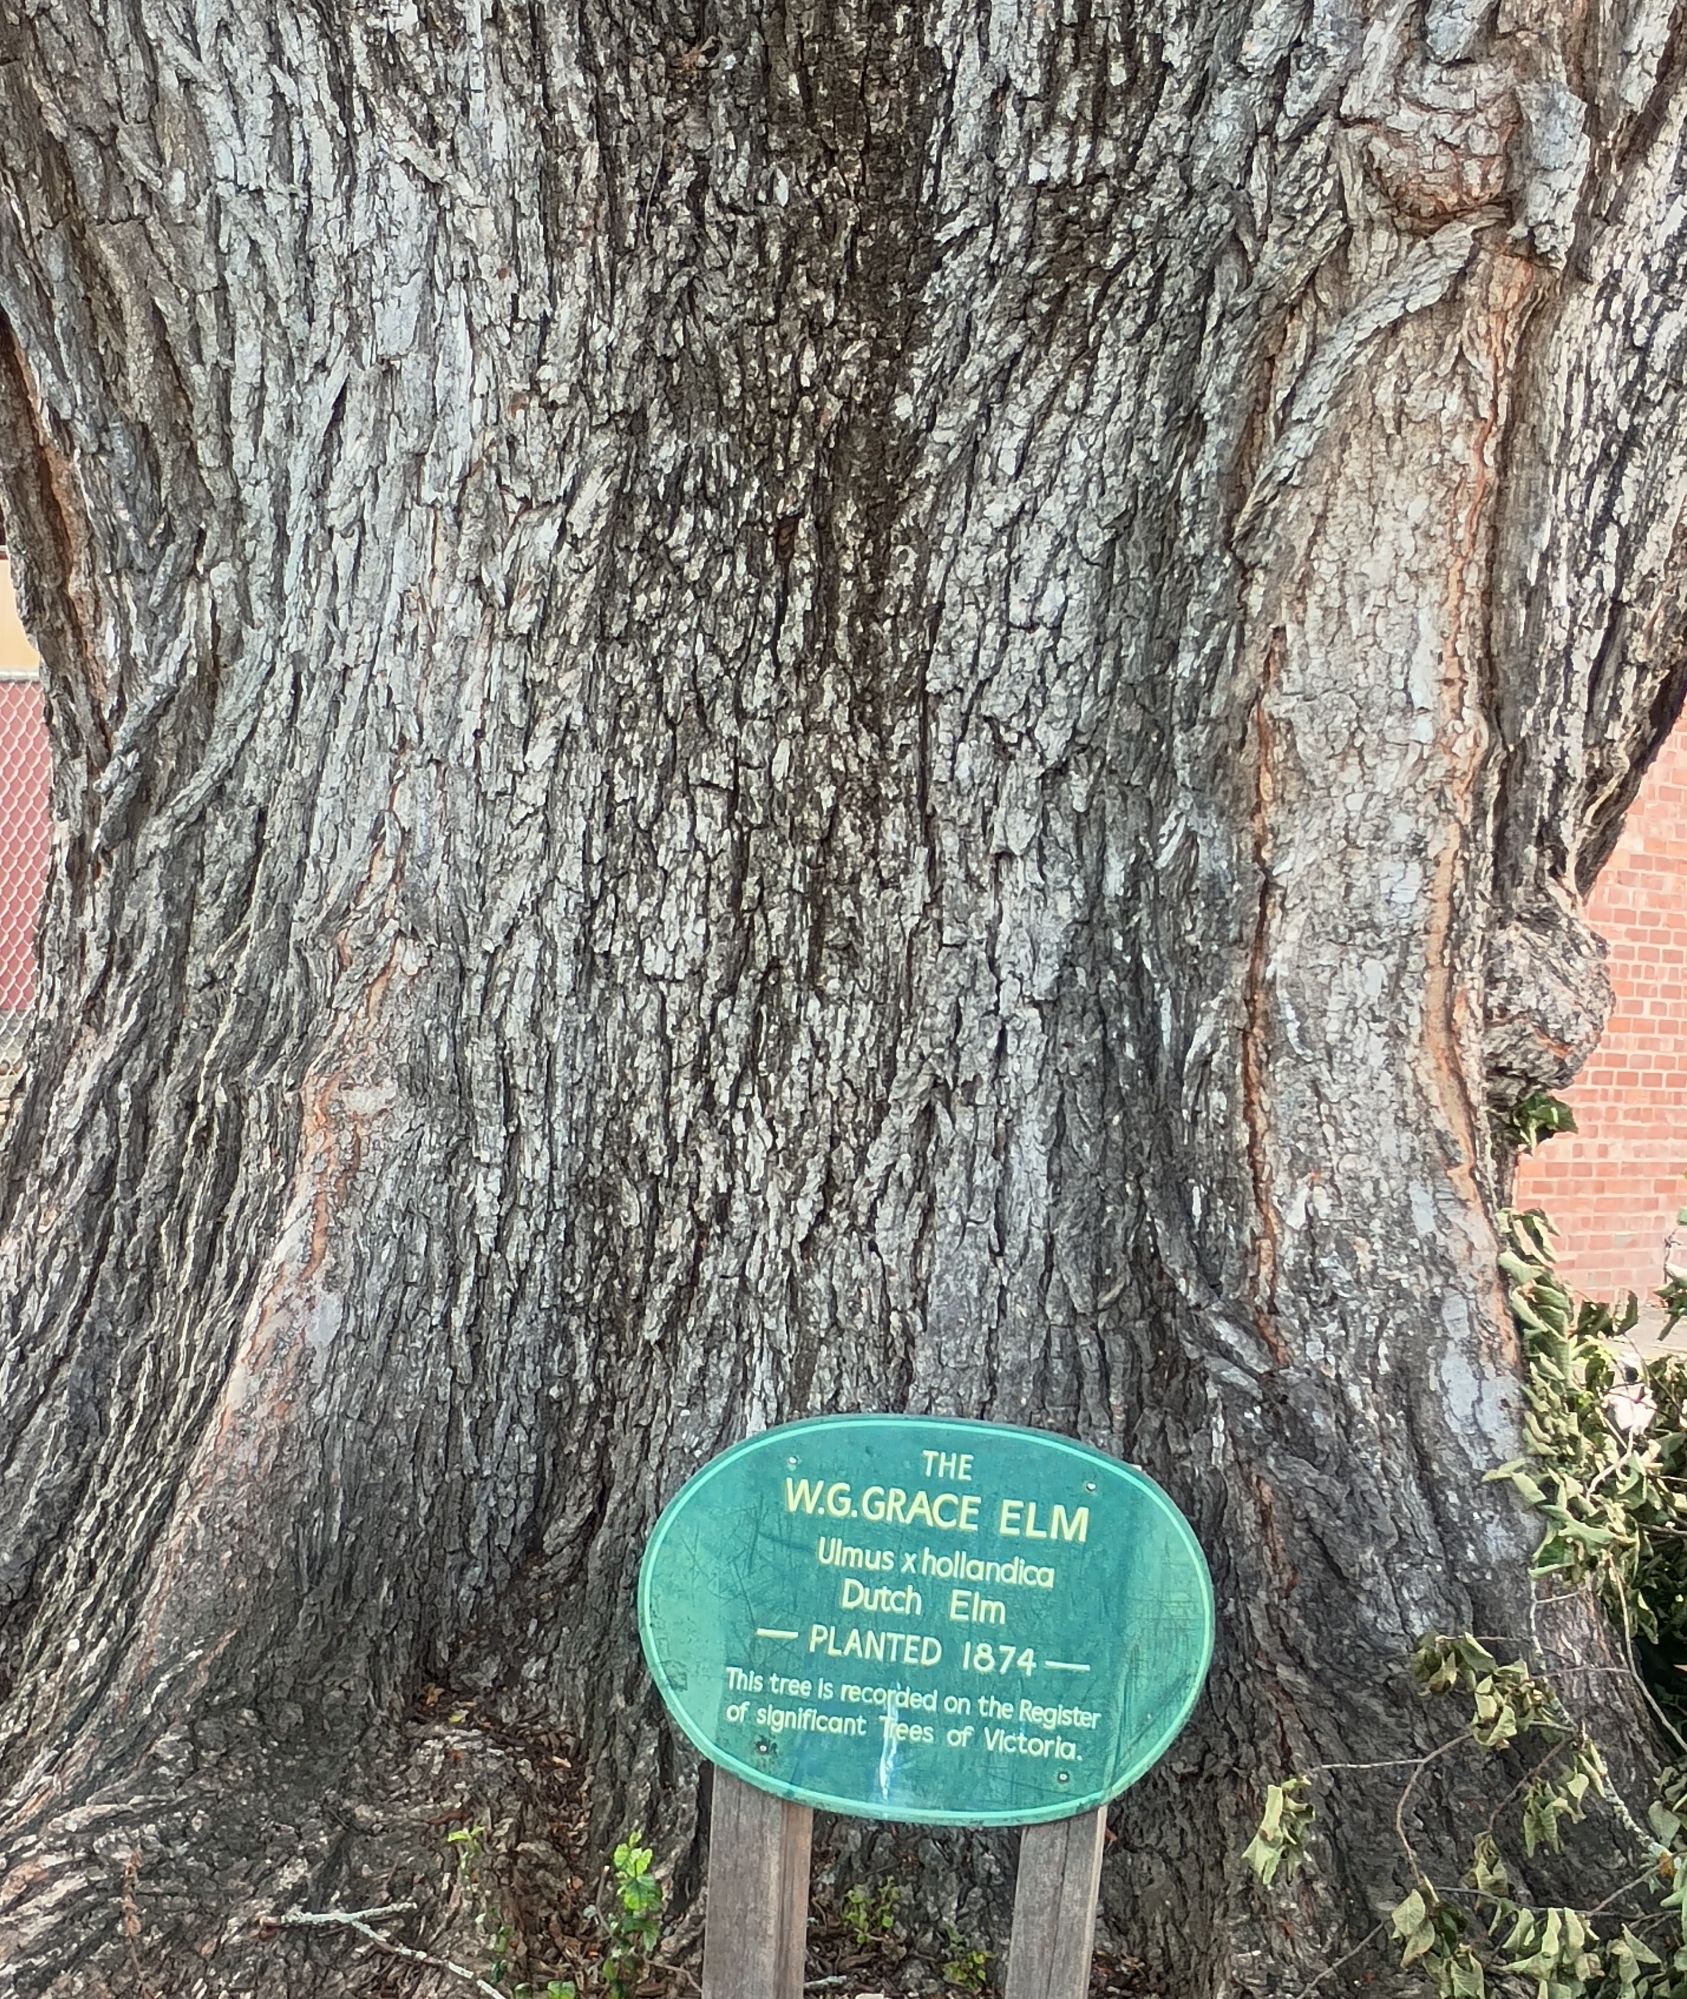 THE
W.G.GRACE ELM
Ulmus x hollandica
Dutch Elm
— PLANTED 1874 —
This tree is recorded on the Register
of significant Trees of Victoria.